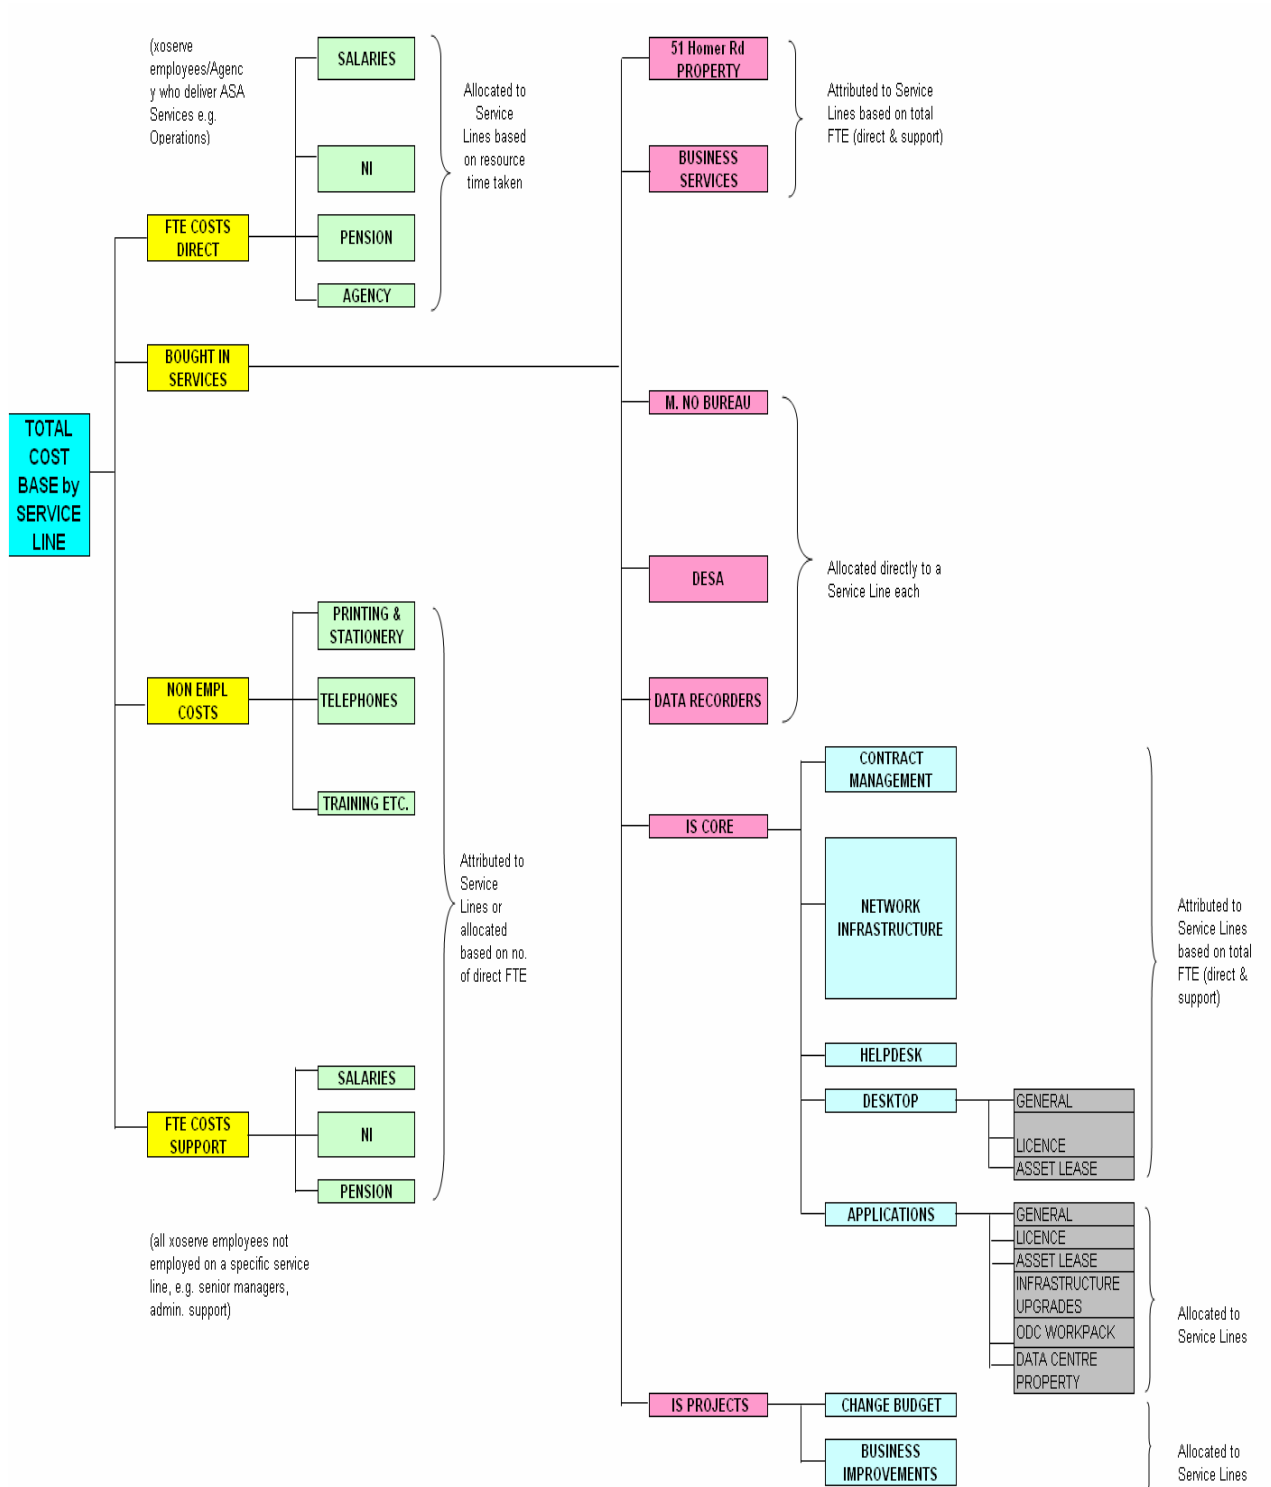 TOTAL
COST
BASE by
SERVICE
LINE
(xoserve
employees/Agenc
y who deliver ASA
Services e.g.
Operations)
FTE COSTS
DIRECT
SALARIES
NI
PENSION
AGENCY
Allocated to
Service
Lines based
on resource
time taken
BOUGHT IN
SERVICES
NON EMPL
COSTS
PRINTING &
STATIONERY
TELEPHONES
TRAINING ETC.
FTE COSTS
SUPPORT
SALARIES
NI
PENSION
(all xoserve employees not
employed on a specific service
line, e.g. senior managers,
admin. support)
Attributed to
Service
Lines or
allocated
based on no.
of direct FTE
51 Homer Rd
PROPERTY
BUSINESS
SERVICES
Attributed to Service
Lines based on total
FTE (direct & support)
M. NO BUREAU
DESA
DATA RECORDERS
Allocated directly to a
Service Line each
IS CORE
CONTRACT
MANAGEMENT
NETWORK
INFRASTRUCTURE
HELPDESK
DESKTOP
GENERAL
LICENCE
ASSET LEASE
Attributed to
Service Lines
based on total
FTE (direct &
support)
APPLICATIONS
GENERAL
LICENCE
ASSET LEASE
INFRASTRUCTURE
UPGRADES
ODC WORKPACK
DATA CENTRE
PROPERTY
Allocated to
Service Lines
IS PROJECTS
CHANGE BUDGET
BUSINESS
IMPROVEMENTS
Allocated to
Service Lines